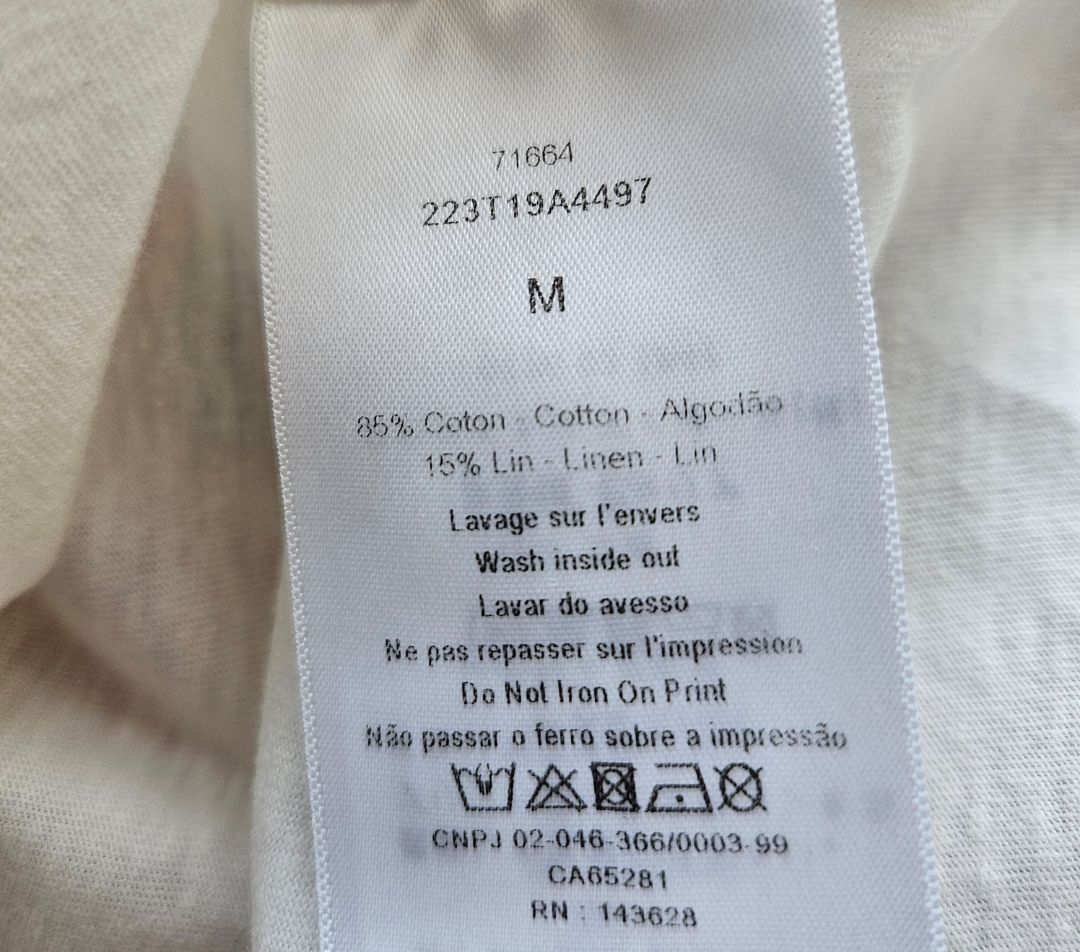 71664
223T19A4497
M
85% Coton - Cotton - Algodão
15% Lin - Linen - Lin
Lavage sur l'envers
Wash inside out
Lavar do avesso
Ne pas repasser sur l'impression
Do Not Iron On Print
Não passar o ferro sobre a impressão
CNPJ 02-046-366/0003-99
CA65281
RN : 143628